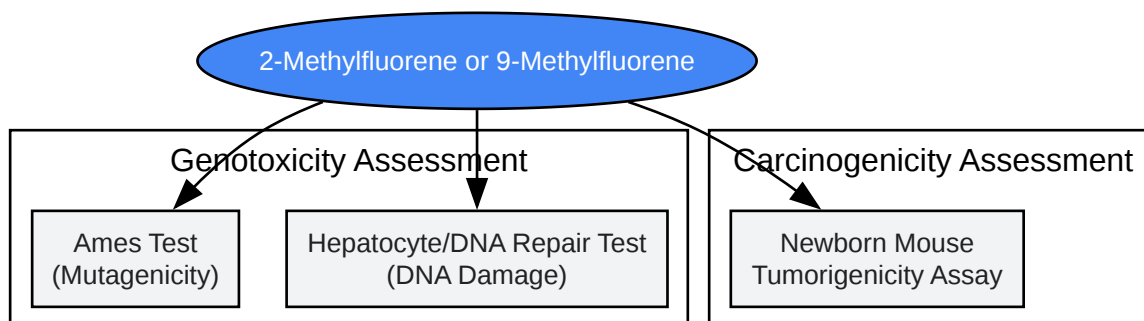 2-Methylfluorene or 9-Methylfluorene
Genotoxicity Assessment
Carcinogenicity Assessment
Ames Test
(Mutagenicity)
Hepatocyte/DNA Repair Test
(DNA Damage)
Newborn Mouse
Tumorigenicity Assay